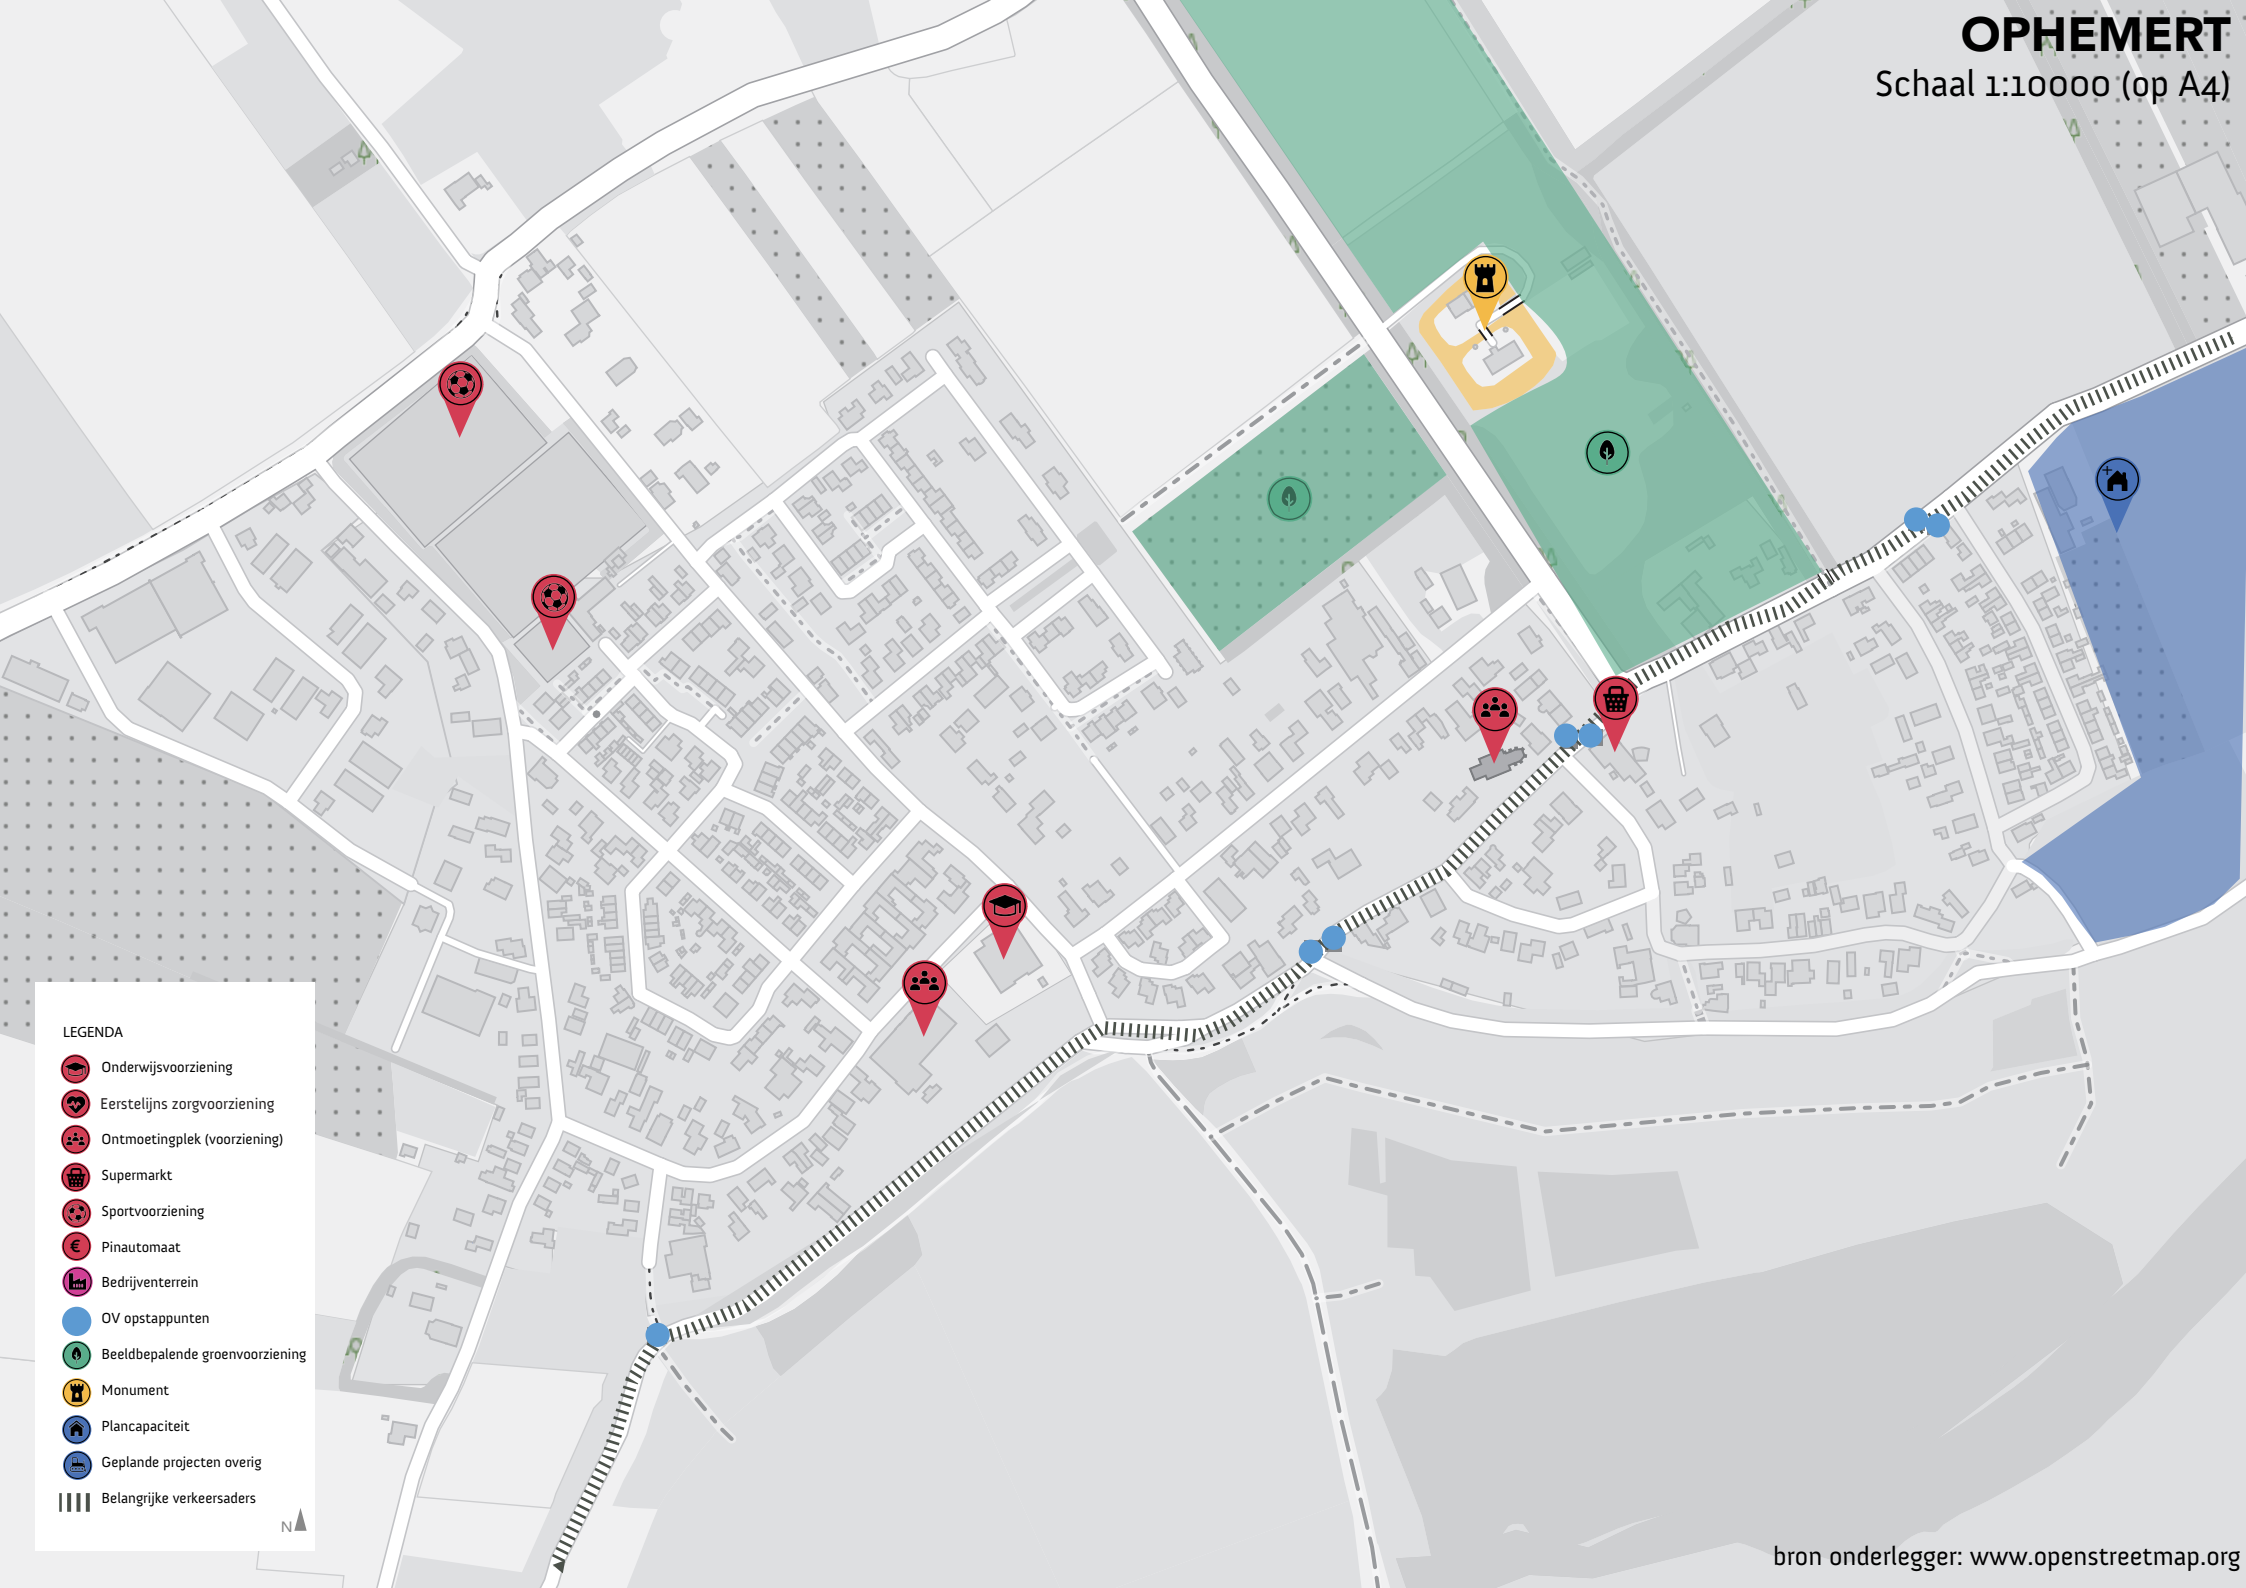 OPHEMERT
Schaal 1:10000 (op A4)
LEGENDA
Onderwijsvoorziening
Eerstelijns zorgvoorziening
Ontmoetingplek (voorziening)
Supermarkt
Sportvoorziening
€
Pinautomaat
Bedrijventerrein
OV opstappunten
Beeldbepalende groenvoorziening
Monument
Plancapaciteit
Geplande projecten overig
Belangrijke verkeersaders
N
bron onderlegger: www.openstreetmap.org